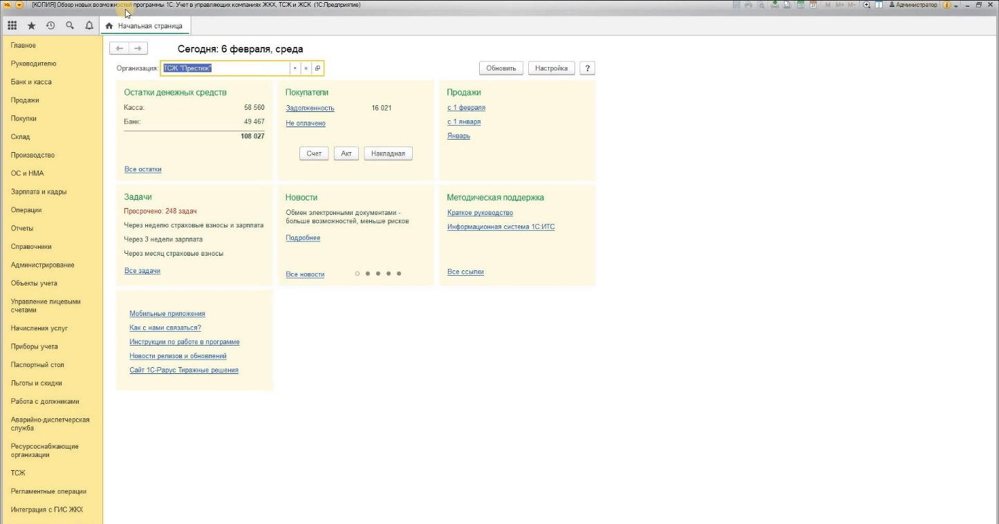 [КОПИЯ] Обзор новых возможностей программы 1С: Учет в управляющих компаниях ЖКХ, ТСЖ и ЖСК (1С:Предприятие)
M M+ M-
Администратор
Начальная страница
Главное
Руководителю
Банк и касса
Продажи
Покупки
Склад
Производство
ОС и НМА
Зарплата и кадры
Операции
Отчеты
Справочники
Администрирование
Объекты учета
Управление лицевыми
счетами
Начисления услуг
Приборы учета
Паспортный стол
Льготы и скидки
Работа с должниками
Аварийно-диспетчерская
служба
Ресурсоснабжающие
организации
ТСЖ
Регламентные операции
Интеграция с ГИС ЖКХ
Сегодня: 6 февраля, среда
Организация: ТСЖ "Престиж"
Обновить
Настройка
?
Остатки денежных средств
Касса: 58 560
Банк: 49 467
108 027
Все остатки
Покупатели
Задолженность 16 021
Не оплачено
Счет
Акт
Накладная
Продажи
с 1 февраля
с 1 января
Январь
Задачи
Просрочено: 248 задач
Через неделю страховые взносы и зарплата
Через 3 недели зарплата
Через месяц страховые взносы
Все задачи
Новости
Обмен электронными документами -
больше возможностей, меньше рисков
Подробнее
Все новости
Методическая поддержка
Краткое руководство
Информационная система 1С:ИТС
Все ссылки
Мобильные приложения
Как с нами связаться?
Инструкции по работе в программе
Новости релизов и обновлений
Сайт 1С-Рарус Тиражные решения